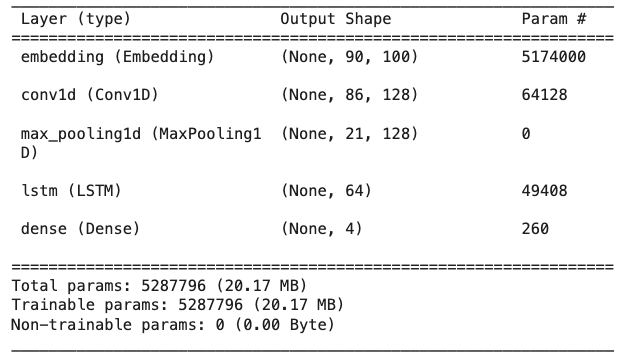 Layer (type) Output Shape Param #
embedding (Embedding) (None, 90, 100) 5174000
conv1d (Conv1D) (None, 86, 128) 64128
max_pooling1d (MaxPooling1 (None, 21, 128) 0
D)
lstm (LSTM) (None, 64) 49408
dense (Dense) (None, 4) 260
Total params: 5287796 (20.17 MB)
Trainable params: 5287796 (20.17 MB)
Non-trainable params: 0 (0.00 Byte)